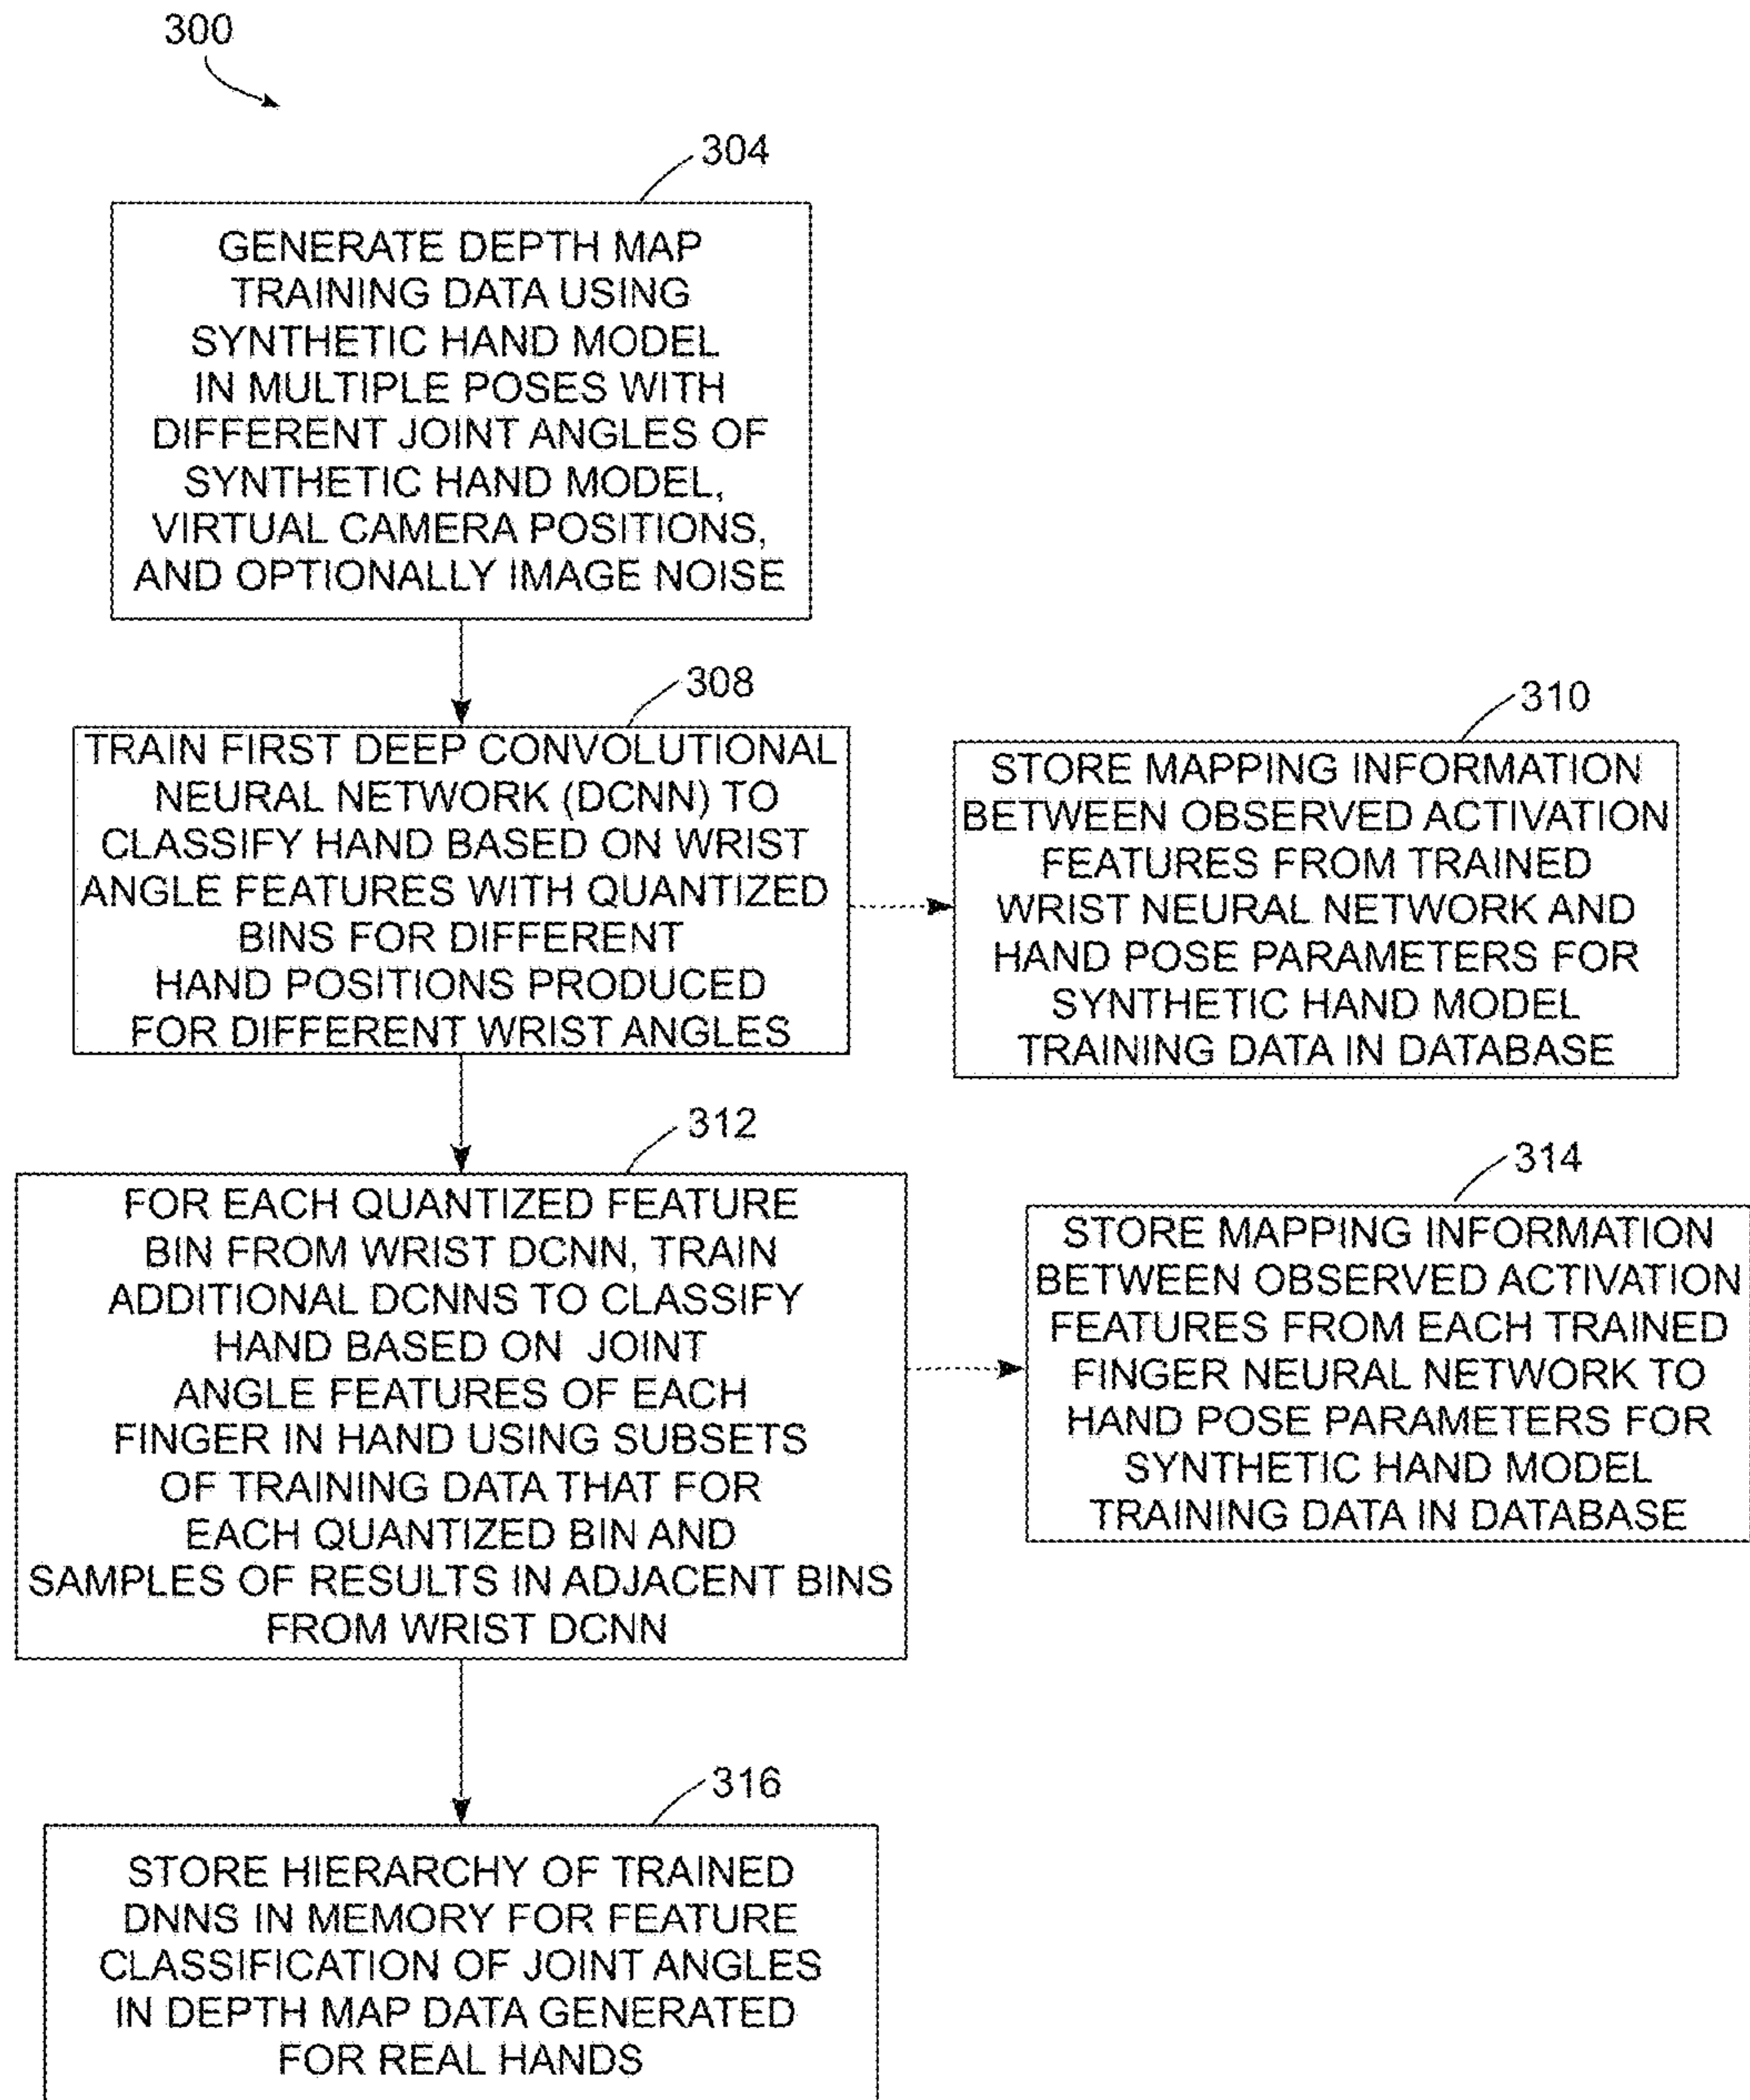 300
304
GENERATE DEPTH MAP
TRAINING DATA USING
SYNTHETIC HAND MODEL
IN MULTIPLE POSES WITH
DIFFERENT JOINT ANGLES OF
SYNTHETIC HAND MODEL,
VIRTUAL CAMERA POSITIONS,
AND OPTIONALLY IMAGE NOISE
308
TRAIN FIRST DEEP CONVOLUTIONAL
NEURAL NETWORK (DCNN) TO
CLASSIFY HAND BASED ON WRIST
ANGLE FEATURES WITH QUANTIZED
BINS FOR DIFFERENT
HAND POSITIONS PRODUCED
FOR DIFFERENT WRIST ANGLES
310
STORE MAPPING INFORMATION
BETWEEN OBSERVED ACTIVATION
FEATURES FROM TRAINED
WRIST NEURAL NETWORK AND
HAND POSE PARAMETERS FOR
SYNTHETIC HAND MODEL
TRAINING DATA IN DATABASE
312
FOR EACH QUANTIZED FEATURE
BIN FROM WRIST DCNN, TRAIN
ADDITIONAL DCNNS TO CLASSIFY
HAND BASED ON JOINT
ANGLE FEATURES OF EACH
FINGER IN HAND USING SUBSETS
OF TRAINING DATA THAT FOR
EACH QUANTIZED BIN AND
SAMPLES OF RESULTS IN ADJACENT BINS
FROM WRIST DCNN
314
STORE MAPPING INFORMATION
BETWEEN OBSERVED ACTIVATION
FEATURES FROM EACH TRAINED
FINGER NEURAL NETWORK TO
HAND POSE PARAMETERS FOR
SYNTHETIC HAND MODEL
TRAINING DATA IN DATABASE
316
STORE HIERARCHY OF TRAINED
DNNS IN MEMORY FOR FEATURE
CLASSIFICATION OF JOINT ANGLES
IN DEPTH MAP DATA GENERATED
FOR REAL HANDS